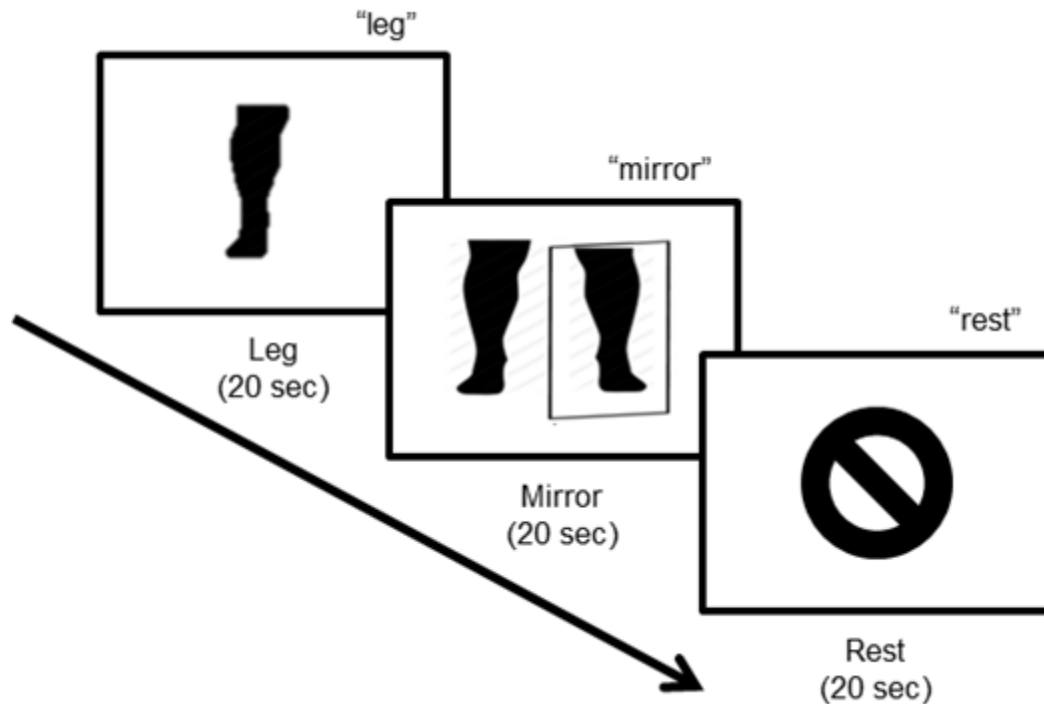 “leg”
Leg
(20 sec)
“mirror”
Mirror
(20 sec)
“rest”
Rest
(20 sec)